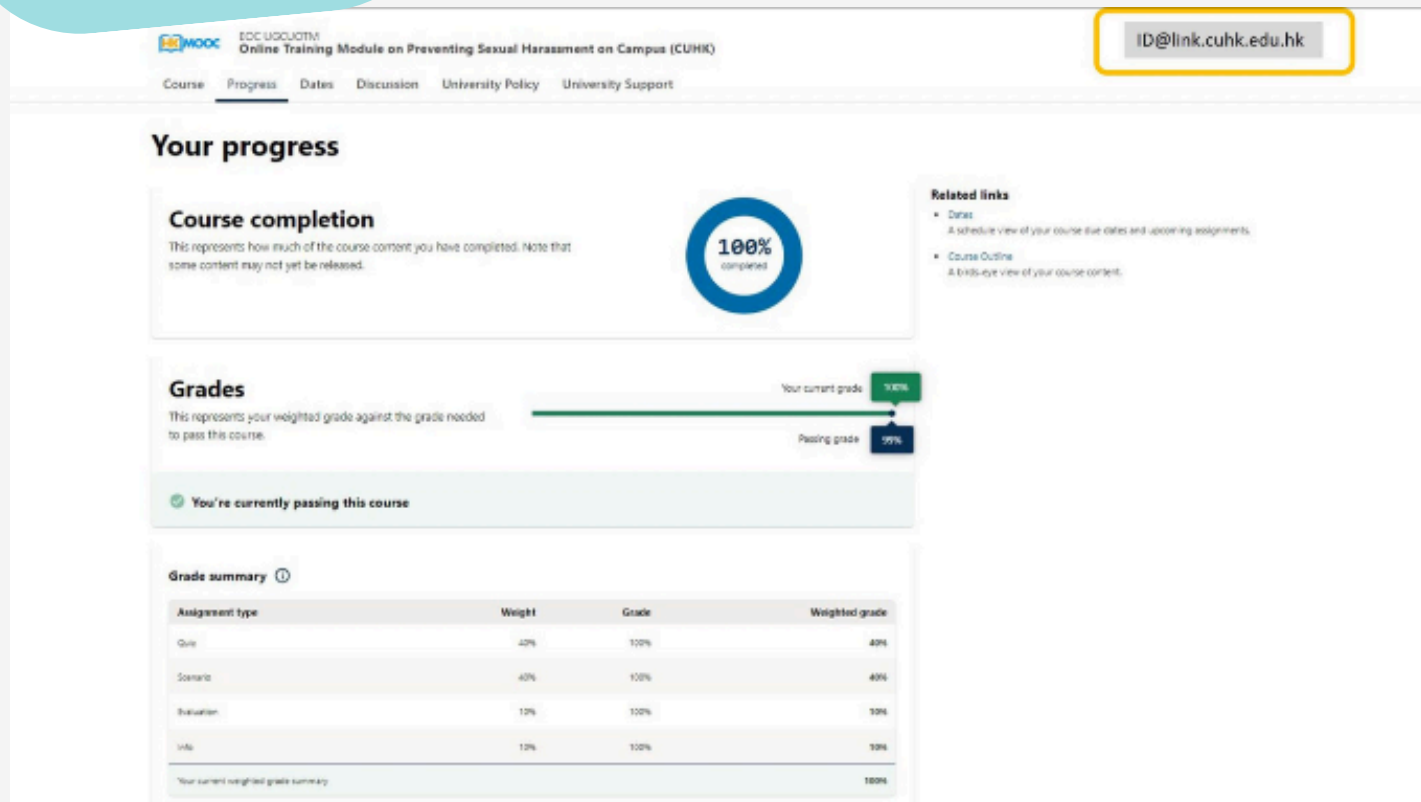 HKMOOC
EOC UGCUOTM
Online Training Module on Preventing Sexual Harassment on Campus (CUHK)
ID@link.cuhk.edu.hk
Course Progress Dates Discussion University Policy University Support
Your progress
Course completion
This represents how much of the course content you have completed. Note that
some content may not yet be released.
100%
completed
Related links
Dates
A schedule view of your course due dates and upcoming assignments.
Course Outline
A birds-eye view of your course content.
Grades
This represents your weighted grade against the grade needed
to pass this course.
Your current grade 100%
Passing grade 99%
You're currently passing this course
Grade summary
Assignment type Weight Grade Weighted grade
Quiz 40% 100% 40%
Scenario 40% 100% 40%
Evaluation 10% 100% 10%
Info 10% 100% 10%
Your current weighted grade summary 100%